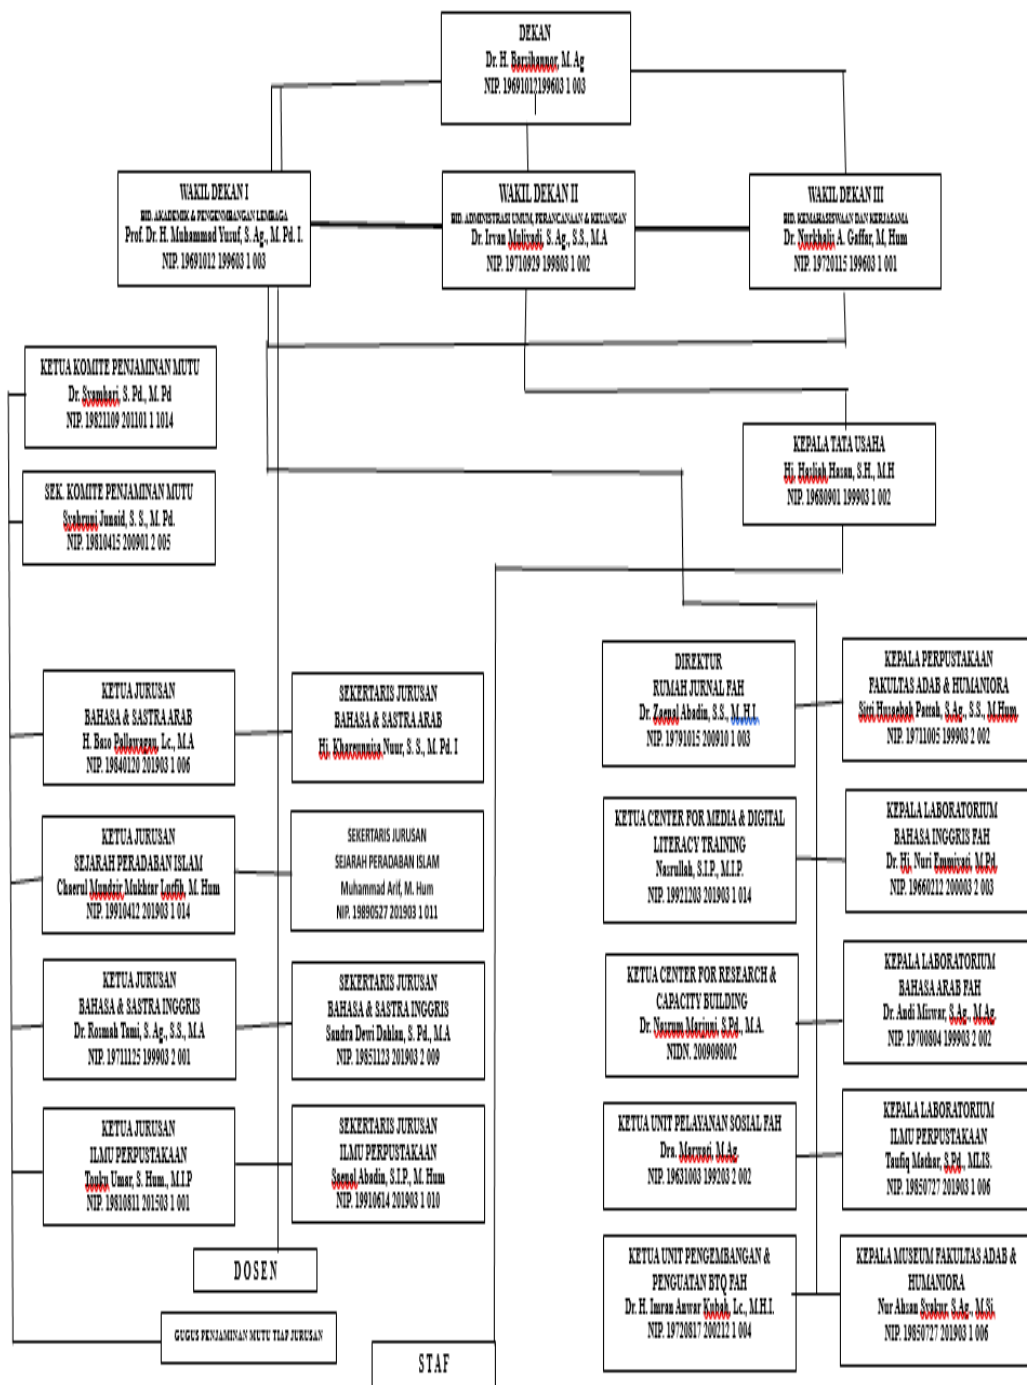 DEKAN
Dr. H. Barsihannor, M. Ag
NIP. 19691012199603 1 003
WAKIL DEKAN I
BID. AKADEMIK & PENGEMBANGAN LEMBAGA
Prof. Dr. H. Muhammad Yusuf, S. Ag., M. Pd. I.
NIP. 19691012 199603 1 003
WAKIL DEKAN II
BID. ADMINISTRASI UMUM, PERANCANAAN & KEUANGAN
Dr. Irvan Muliyadi, S. Ag., S.S., M.A
NIP. 19710929 199803 1 002
WAKIL DEKAN III
BID. KEMAHASISWAAN DAN KERJASAMA
Dr. Nurkhalis A. Gaffar, M, Hum
NIP. 19720115 199603 1 001
KETUA KOMITE PENJAMINAN MUTU
Dr. Syamhari, S. Pd., M. Pd
NIP. 19821109 201101 1 1014
SEK. KOMITE PENJAMINAN MUTU
Syahruni Junaid, S. S., M. Pd.
NIP. 19810415 200901 2 005
KEPALA TATA USAHA
Hj. Hasliah Hasan, S.H., M.H
NIP. 19680901 199903 1 002
KETUA JURUSAN
BAHASA & SASTRA ARAB
H. Baso Pallawagau, Lc., M.A
NIP. 19840120 201903 1 006
SEKERTARIS JURUSAN
BAHASA & SASTRA ARAB
Hj. Khareunnisa Nuur, S. S., M. Pd. I
KETUA JURUSAN
SEJARAH PERADABAN ISLAM
Chaerul Mundzir Mukhtar Lutfih, M. Hum
NIP. 19910412 201903 1 014
SEKERTARIS JURUSAN
SEJARAH PERADABAN ISLAM
Muhammad Arif, M. Hum
NIP. 19890527 201903 1 011
KETUA JURUSAN
BAHASA & SASTRA INGGRIS
Dr. Rosmah Tami, S. Ag., S.S., M.A
NIP. 19711125 199903 2 001
SEKERTARIS JURUSAN
BAHASA & SASTRA INGGRIS
Sandra Dewi Dahlan, S. Pd., M.A
NIP. 19851123 201903 2 009
KETUA JURUSAN
ILMU PERPUSTAKAAN
Touku Umar, S. Hum., M.I.P
NIP. 19810811 201503 1 001
SEKERTARIS JURUSAN
ILMU PERPUSTAKAAN
Saenal Abadin, S.I.P., M. Hum
NIP. 19910614 201903 1 010
DIREKTUR
RUMAH JURNAL FAH
Dr. Zaenal Abadin, S.S., M.H.I.
NIP. 19791015 200910 1 003
KEPALA PERPUSTAKAAN
FAKULTAS ADAB & HUMANIORA
Sitti Husaebah Pattah, S.Ag., S.S., M.Hum.
NIP. 19711005 199903 2 002
KETUA CENTER FOR MEDIA & DIGITAL
LITERACY TRAINING
Nasrullah, S.I.P., M.I.P.
NIP. 19921203 201903 1 014
KEPALA LABORATORIUM
BAHASA INGGRIS FAH
Dr. Hj. Nuri Emmiyati, M.Pd.
NIP. 19660212 200003 2 003
KETUA CENTER FOR RESEARCH &
CAPACITY BUILDING
Dr. Nasrum Marjuni, S.Pd., M.A.
NIDN. 2009098002
KEPALA LABORATORIUM
BAHASA ARAB FAH
Dr. Andi Miswar, S.Ag., M.Ag.
NIP. 19700804 199903 2 002
KETUA UNIT PELAYANAN SOSIAL FAH
Dra. Marwati, M.Ag.
NIP. 19631003 199203 2 002
KEPALA LABORATORIUM
ILMU PERPUSTAKAAN
Taufiq Mathar, S.Pd., MLIS.
NIP. 19850727 201903 1 006
KETUA UNIT PENGEMBANGAN &
PENGUATAN BTQ FAH
Dr. H. Imran Anwar Kubah, Lc., M.H.I.
NIP. 19720817 200212 1 004
KEPALA MUSEUM FAKULTAS ADAB &
HUMANIORA
Nur Ahsan Syakur, S.Ag., M.Si.
NIP. 19850727 201903 1 006
DOSEN
GUGUS PENJAMINAN MUTU TIAP JURUSAN
STAF